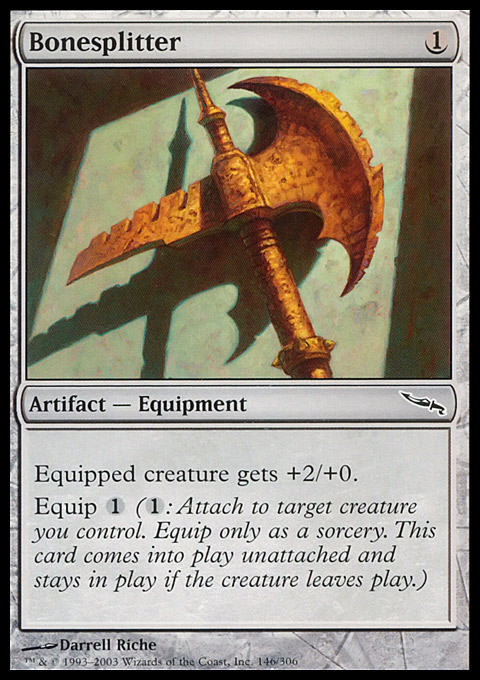 Bonesplitter 1
Artifact — Equipment
Equipped creature gets +2/+0.
Equip 1 (1: Attach to target creature
you control. Equip only as a sorcery. This
card comes into play unattached and
stays in play if the creature leaves play.)
Darrell Riche
™ & © 1993–2003 Wizards of the Coast, Inc. 146/306